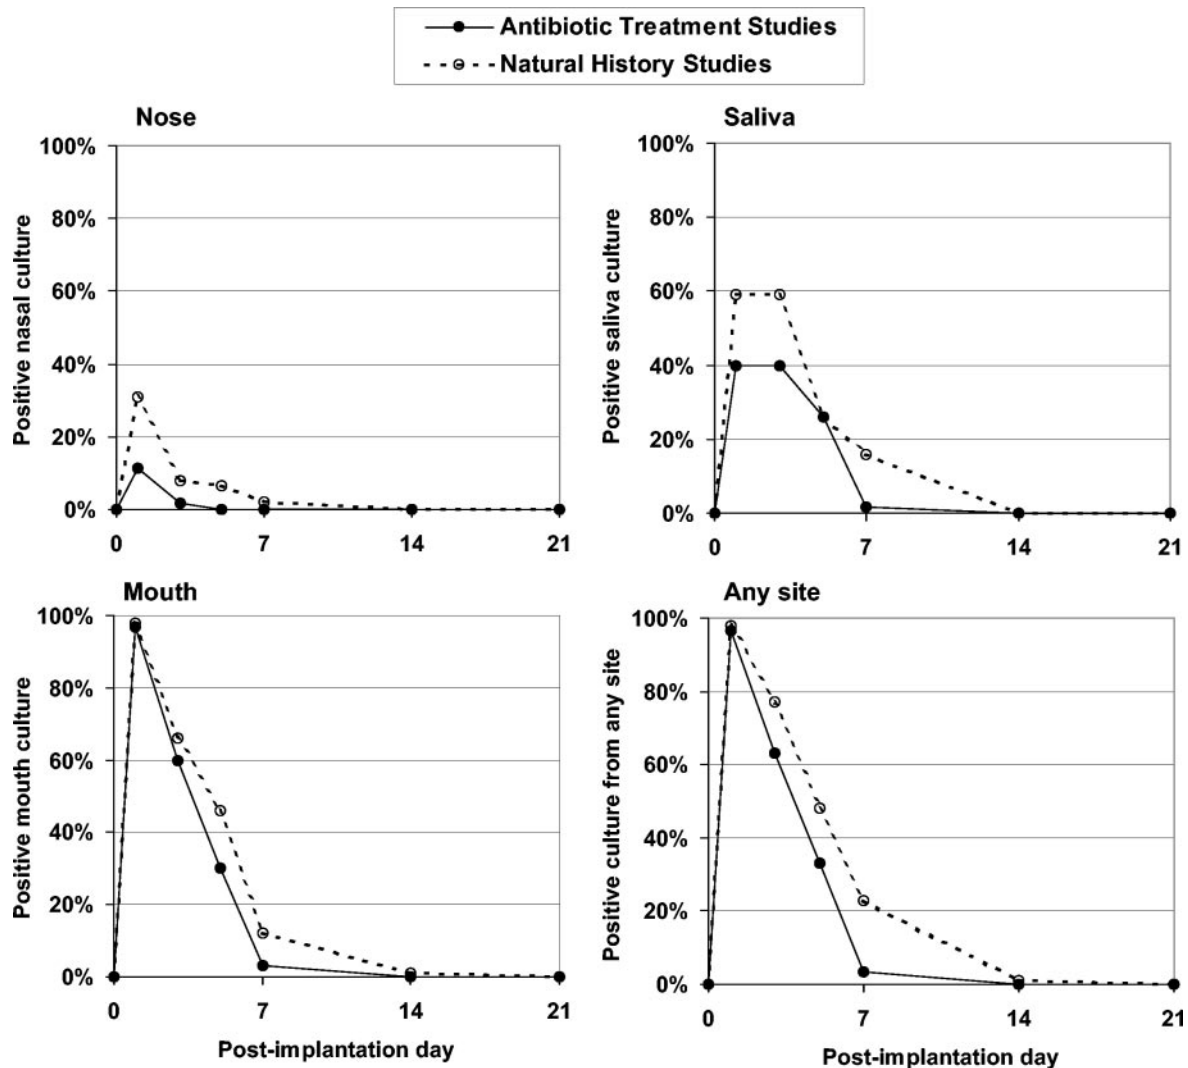 Antibiotic Treatment Studies
Natural History Studies
Nose
Positive nasal culture
100%
80%
60%
40%
20%
0%
0 7 14 21
Saliva
Positive saliva culture
100%
80%
60%
40%
20%
0%
0 7 14 21
Mouth
Positive mouth culture
100%
80%
60%
40%
20%
0%
0 7 14 21
Post-implantation day
Any site
Positive culture from any site
100%
80%
60%
40%
20%
0%
0 7 14 21
Post-implantation day